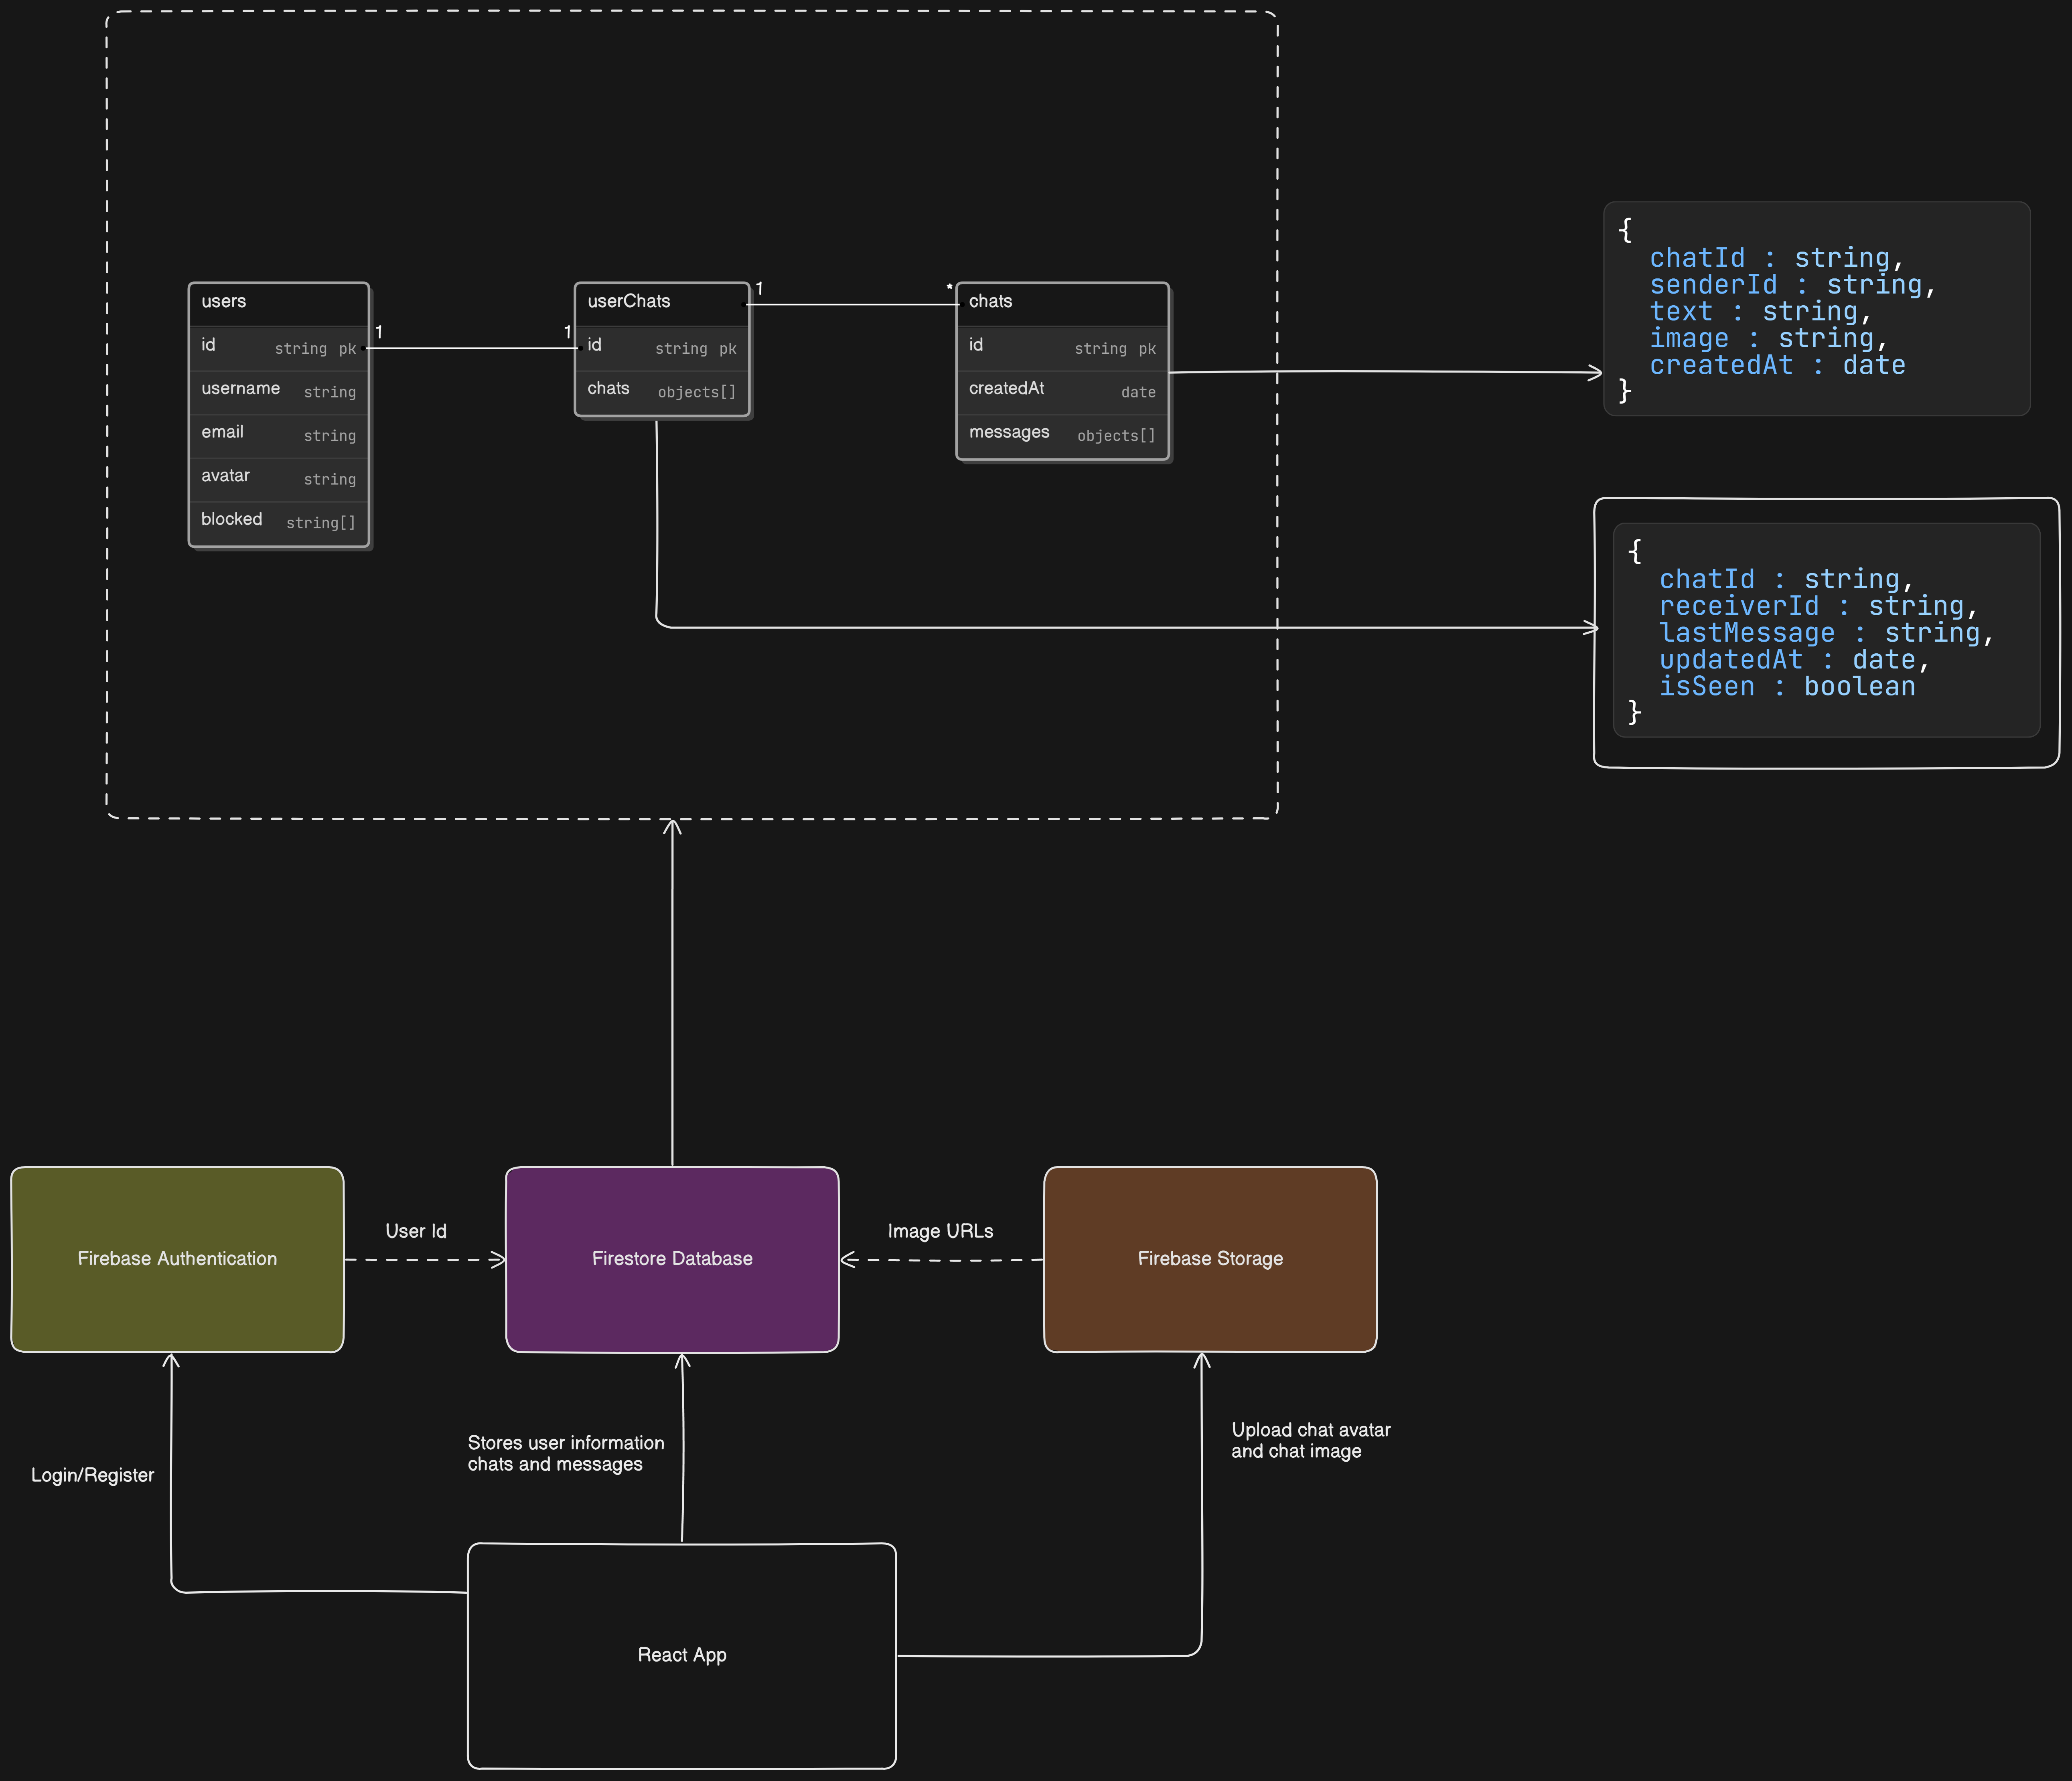 users
id string pk
username string
email string
avatar string
blocked string[]
1
1
userChats
id string pk
chats objects[]
1
*
chats
id string pk
createdAt date
messages objects[]
{
chatId : string,
senderId : string,
text : string,
image : string,
createdAt : date
}
{
chatId : string,
receiverId : string,
lastMessage : string,
updatedAt : date,
isSeen : boolean
}
Firebase Authentication
User Id
Firestore Database
Image URLs
Firebase Storage
Login/Register
Stores user information
chats and messages
Upload chat avatar
and chat image
React App